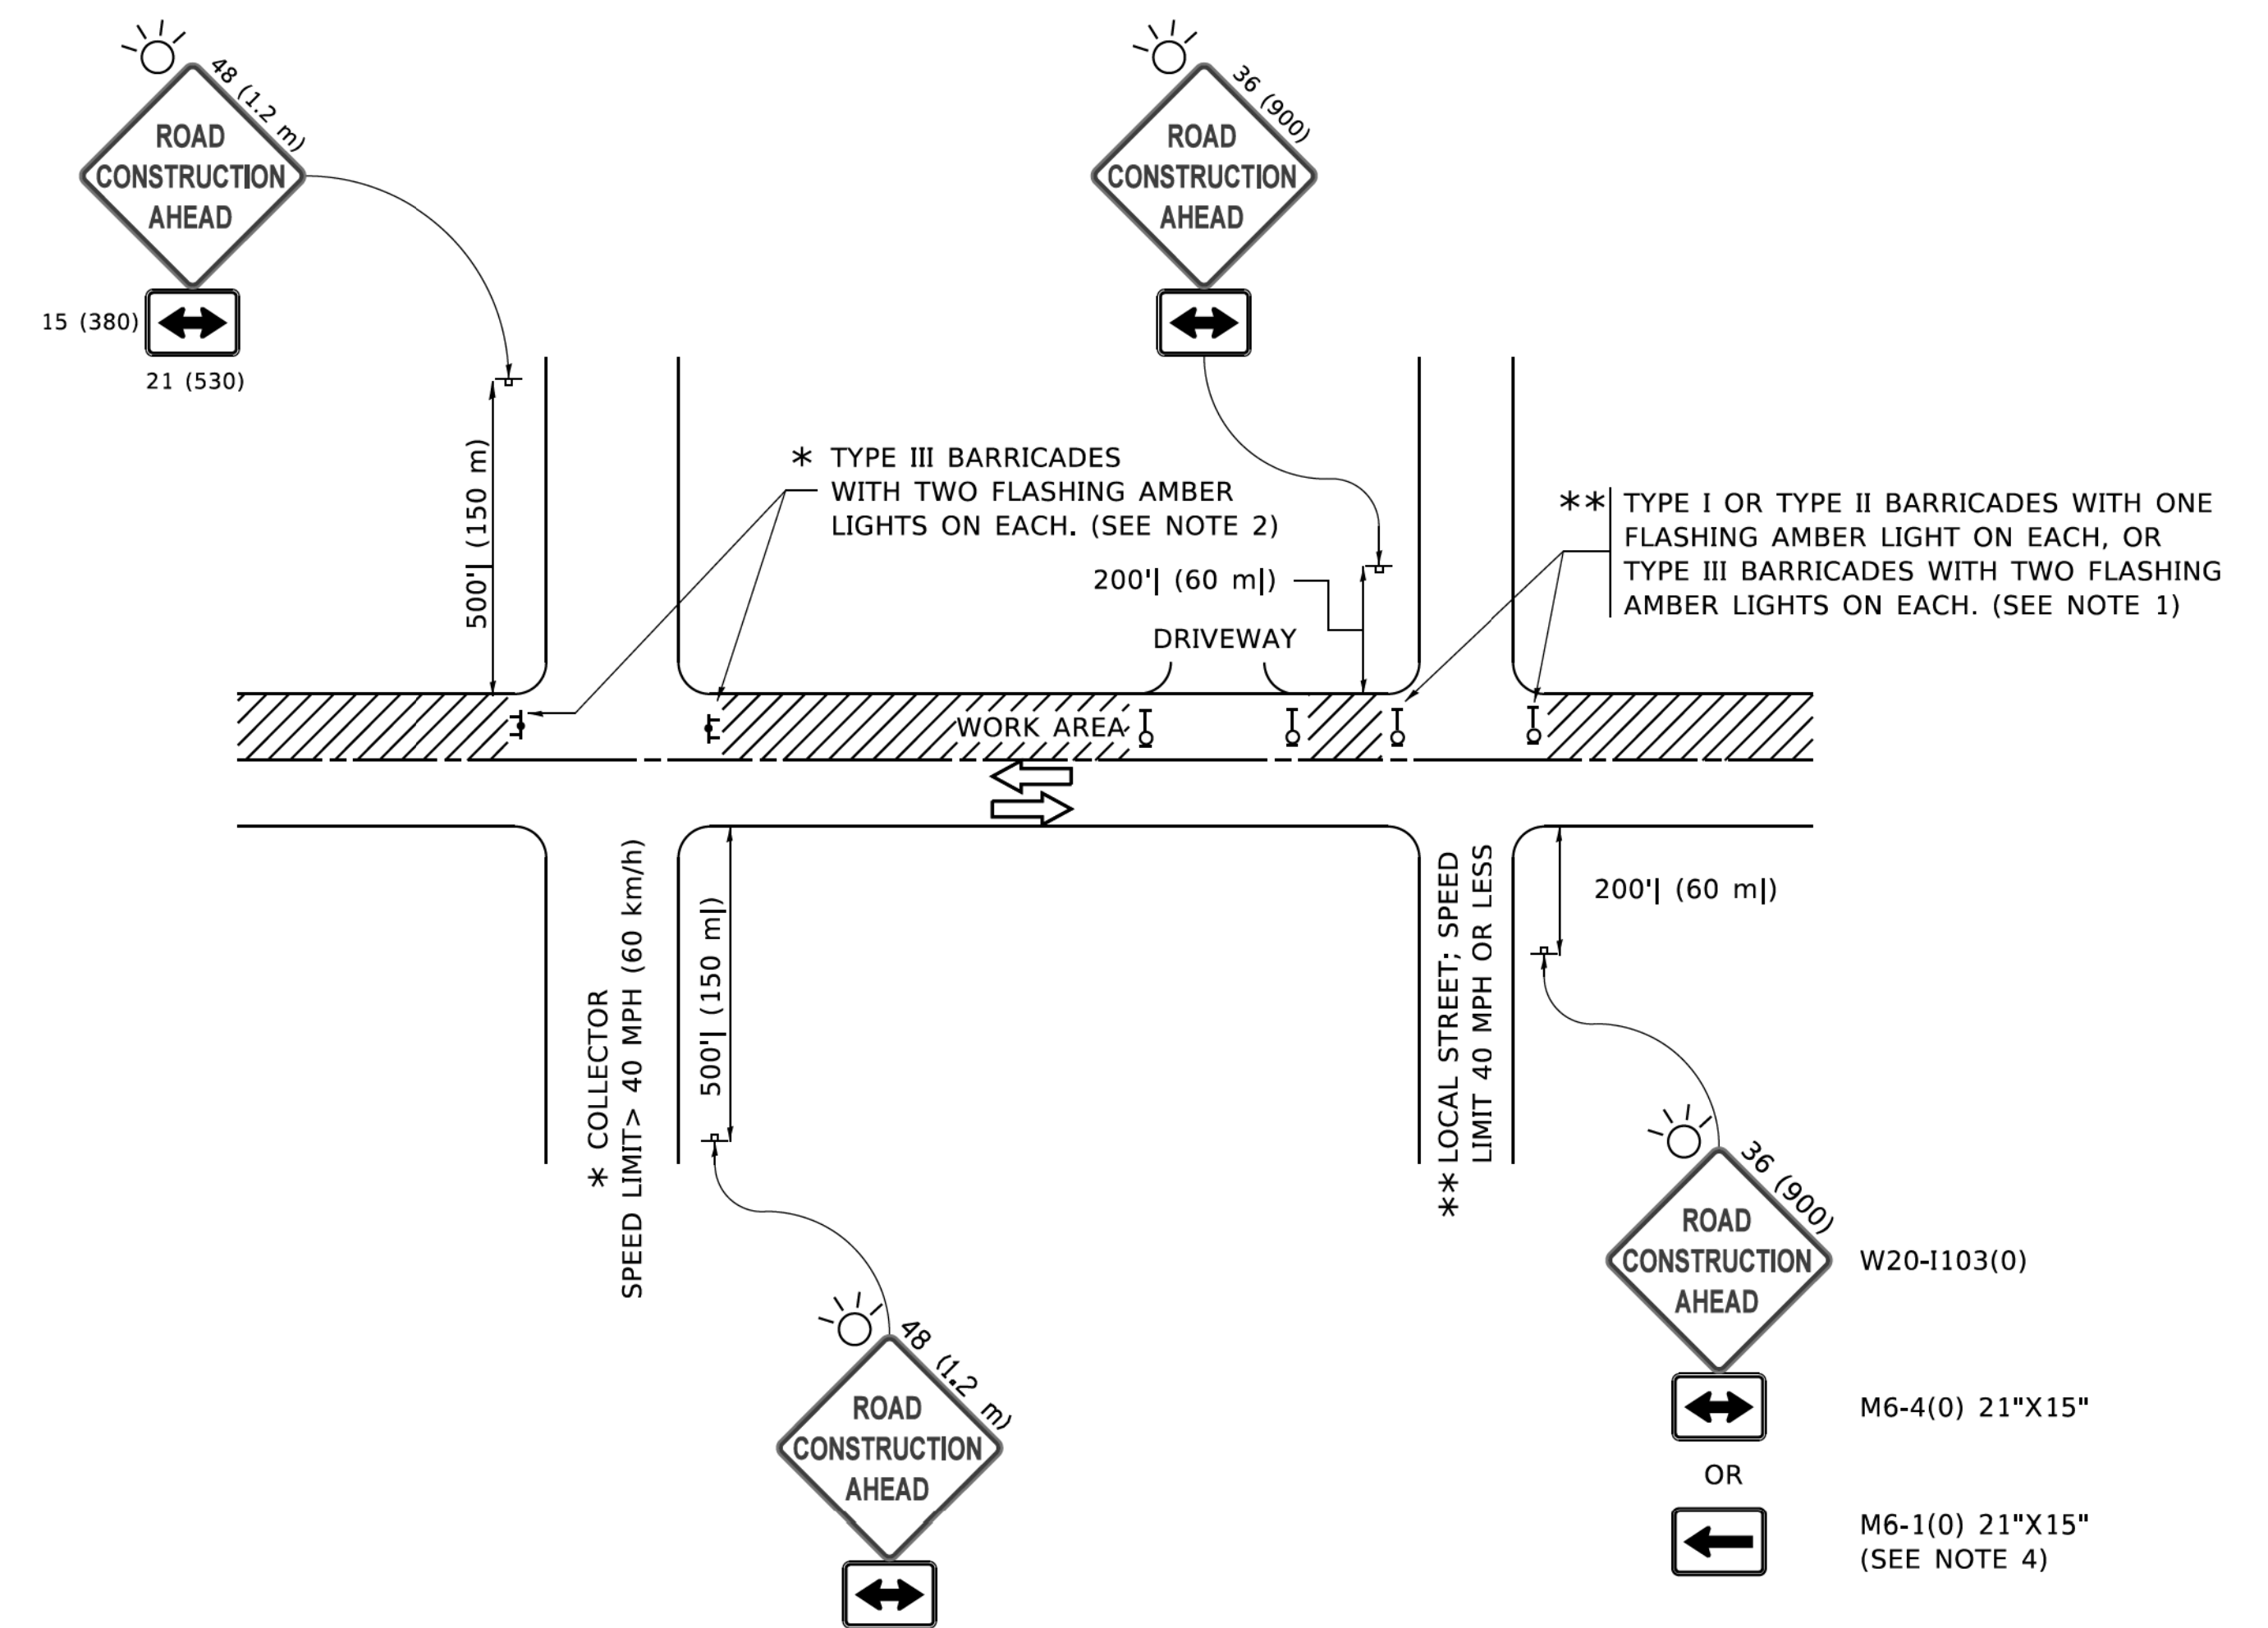 48 (1.2 m)
ROAD
CONSTRUCTION
AHEAD
15 (380)
21 (530)
36 (900)
ROAD
CONSTRUCTION
AHEAD
500'| (150 m)
* TYPE III BARRICADES
WITH TWO FLASHING AMBER
LIGHTS ON EACH. (SEE NOTE 2)
200'| (60 m|)
DRIVEWAY
** TYPE I OR TYPE II BARRICADES WITH ONE
FLASHING AMBER LIGHT ON EACH, OR
TYPE III BARRICADES WITH TWO FLASHING
AMBER LIGHTS ON EACH. (SEE NOTE 1)
WORK AREA
* COLLECTOR
SPEED LIMIT> 40 MPH (60 km/h)
500'| (150 m|)
** LOCAL STREET; SPEED
LIMIT 40 MPH OR LESS
200'| (60 m|)
48 (1.2 m)
ROAD
CONSTRUCTION
AHEAD
36 (900)
ROAD
CONSTRUCTION
AHEAD
W20-I103(0)
M6-4(0) 21"X15"
OR
M6-1(0) 21"X15"
(SEE NOTE 4)